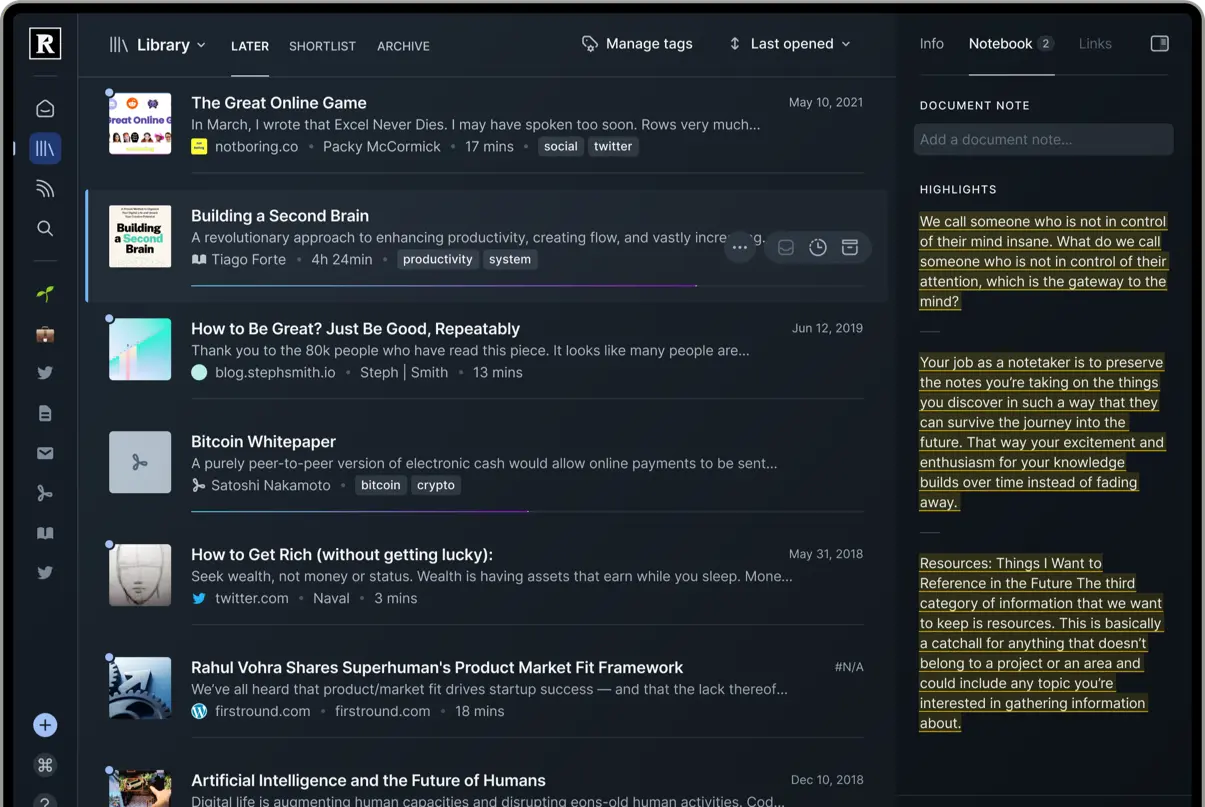 R
Library
LATER
SHORTLIST
ARCHIVE
Manage tags
Last opened
Info
Notebook 2
Links
The Great Online Game
May 10, 2021
In March, I wrote that Excel Never Dies. I may have spoken too soon. Rows very much...
notboring.co • Packy McCormick • 17 mins • social twitter
reat Online G
Building a Second Brain
A revolutionary approach to enhancing productivity, creating flow, and vastly incre
Tiago Forte • 4h 24min • productivity system
Building
a Second
Brain
How to Be Great? Just Be Good, Repeatably
Jun 12, 2019
Thank you to the 80k people who have read this piece. It looks like many people are...
blog.stephsmith.io • Steph | Smith • 13 mins
Bitcoin Whitepaper
A purely peer-to-peer version of electronic cash would allow online payments to be sent...
Satoshi Nakamoto • bitcoin crypto
How to Get Rich (without getting lucky):
May 31, 2018
Seek wealth, not money or status. Wealth is having assets that earn while you sleep. Mone...
twitter.com • Naval • 3 mins
Rahul Vohra Shares Superhuman's Product Market Fit Framework
#N/A
We've all heard that product/market fit drives startup success — and that the lack thereof...
firstround.com • firstround.com • 18 mins
Artificial Intelligence and the Future of Humans
Dec 10, 2018
Digital life is augmenting human capacities and disrupting eons-old human activities. Cod...
DOCUMENT NOTE
Add a document note...
HIGHLIGHTS
We call someone who is not in control
of their mind insane. What do we call
someone who is not in control of their
attention, which is the gateway to the
mind?
Your job as a notetaker is to preserve
the notes you're taking on the things
you discover in such a way that they
can survive the journey into the
future. That way your excitement and
enthusiasm for your knowledge
builds over time instead of fading
away.
Resources: Things I Want to
Reference in the Future The third
category of information that we want
to keep is resources. This is basically
a catchall for anything that doesn't
belong to a project or an area and
could include any topic you're
interested in gathering information
about.